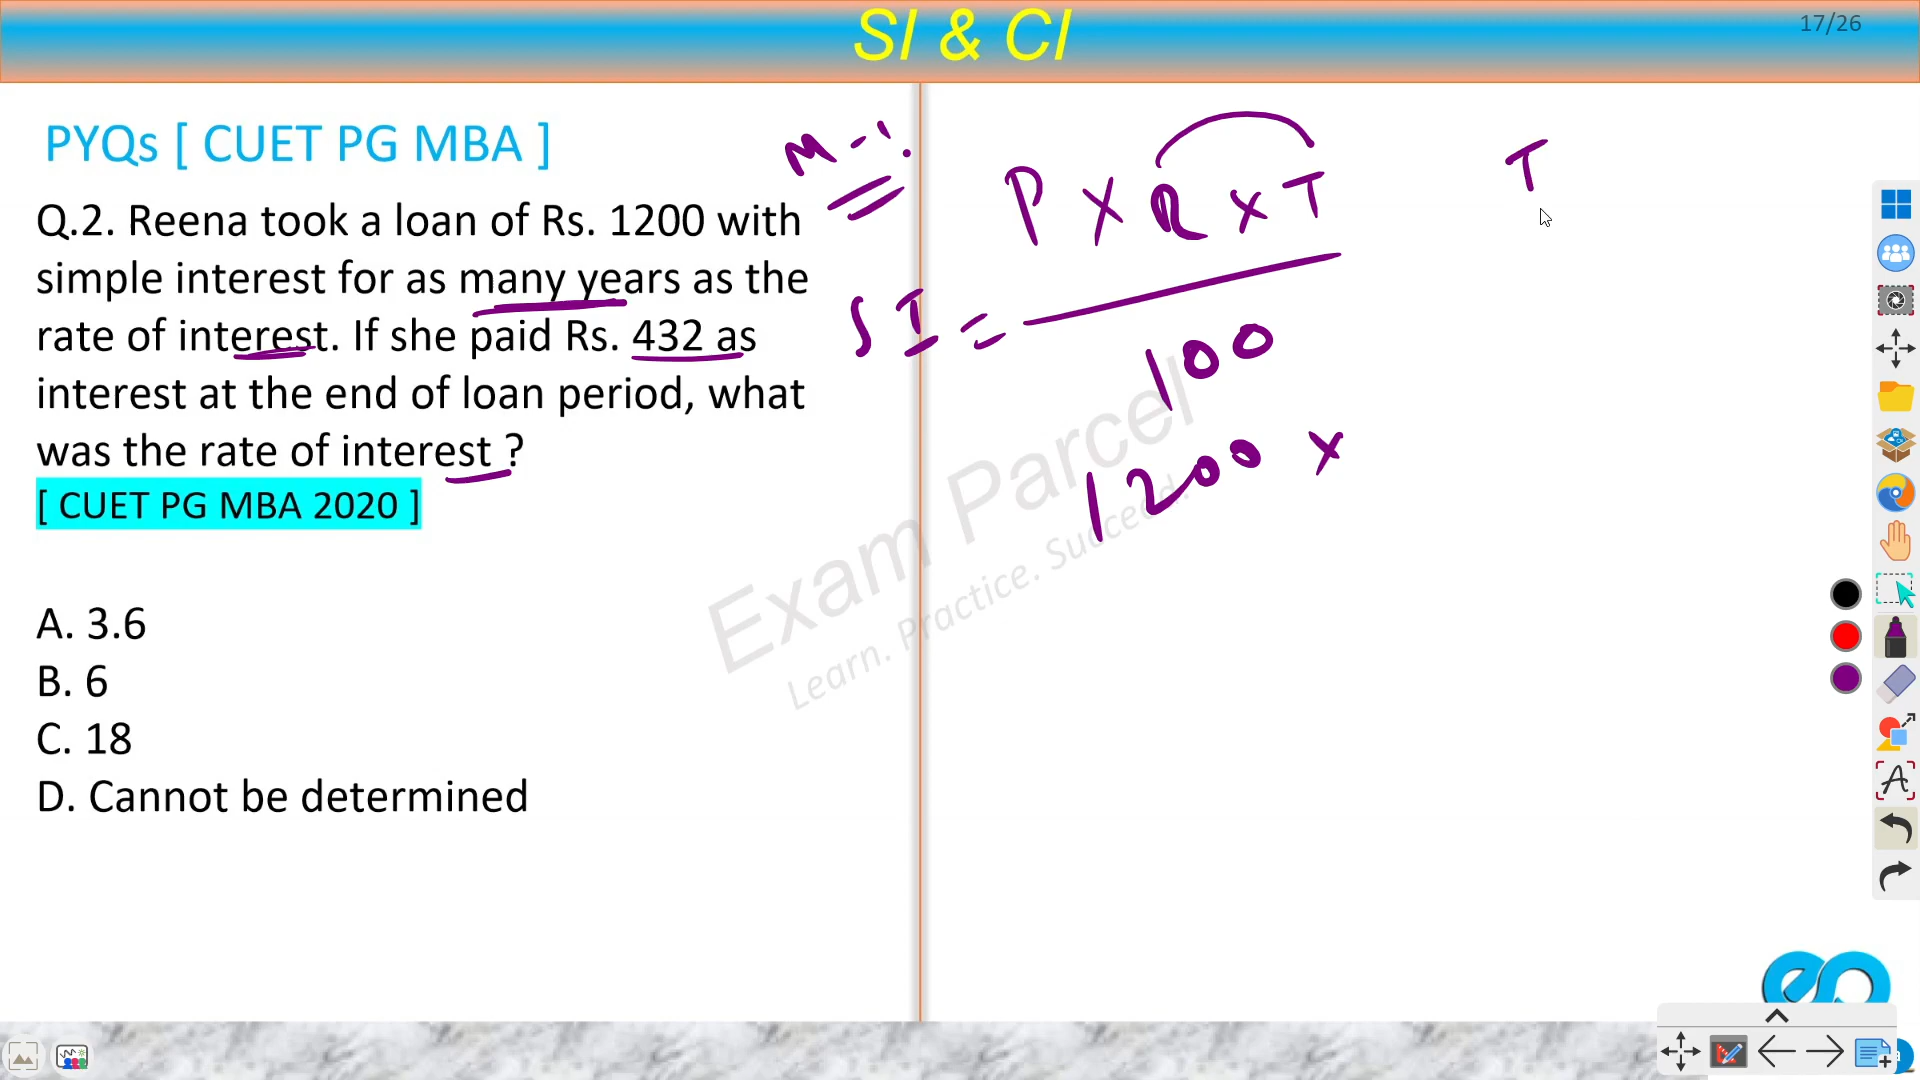 SI & CI
17/26
PYQs [ CUET PG MBA ]
Q.2. Reena took a loan of Rs. 1200 with
simple interest for as many years as the
rate of interest. If she paid Rs. 432 as
interest at the end of loan period, what
was the rate of interest ?
[ CUET PG MBA 2020 ]
A. 3.6
B. 6
C. 18
D. Cannot be determined
P X R X T
SI =
100
1200 x
T
Exam Parcel
Learn. Practice. Succeed.